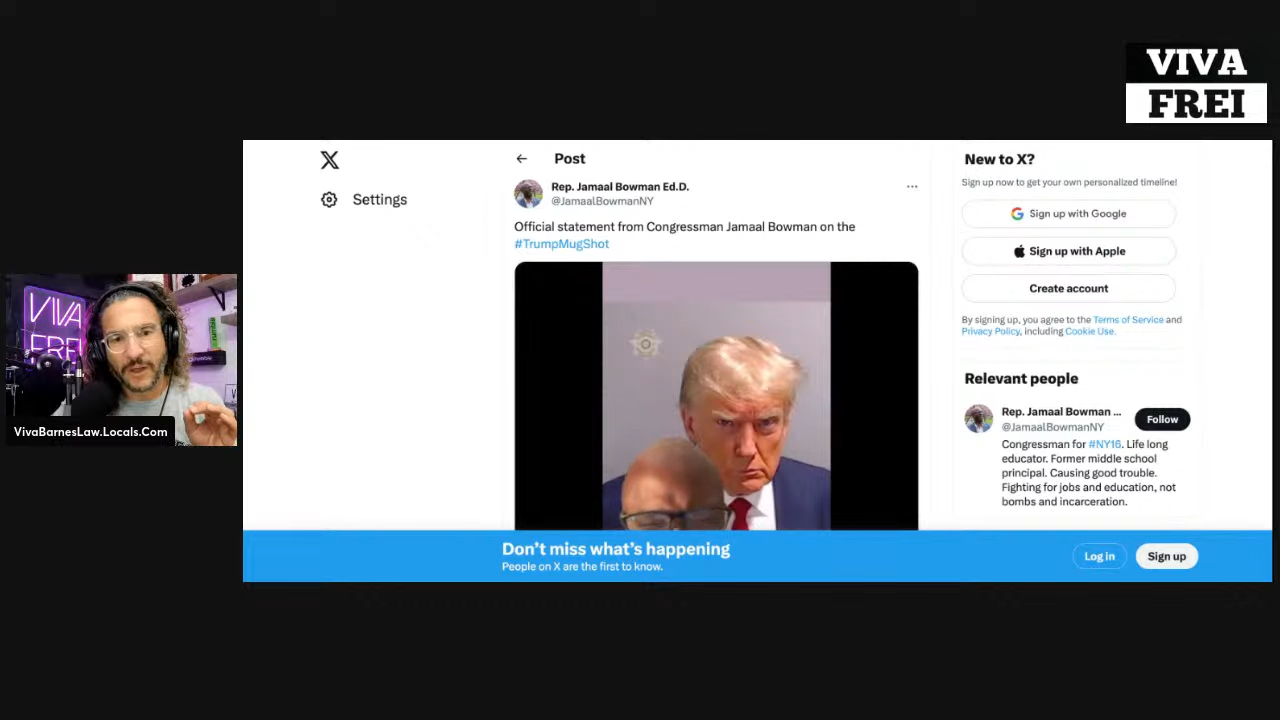 VIVA
FREI
Settings
Post
Rep. Jamaal Bowman Ed.D.
@JamaalBowmanNY
Official statement from Congressman Jamaal Bowman on the
#TrumpMugShot
New to X?
Sign up now to get your own personalized timeline!
Sign up with Google
Sign up with Apple
Create account
By signing up, you agree to the Terms of Service and
Privacy Policy, including Cookie Use.
Relevant people
Rep. Jamaal Bowman ...
@JamaalBowmanNY
Follow
Congressman for #NY16. Life long
educator. Former middle school
principal. Causing good trouble.
Fighting for jobs and education, not
bombs and incarceration.
VIVA
FREI
rumble
VivaBarnesLaw.Locals.Com
Don't miss what's happening
People on X are the first to know.
Log in
Sign up